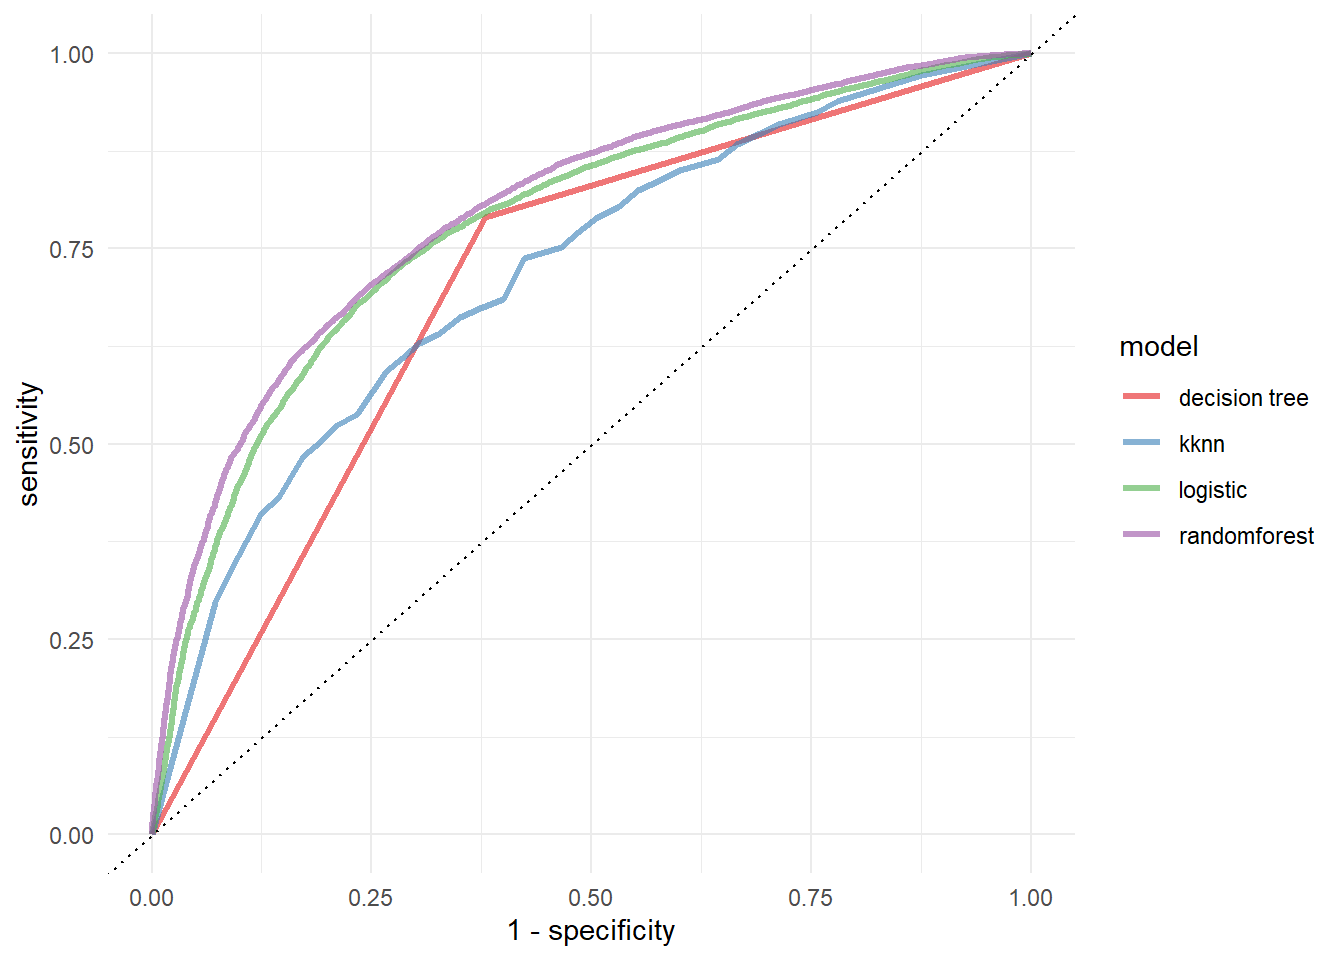 1.00
0.75
0.50
0.25
0.00
sensitivity
0.00 0.25 0.50 0.75 1.00
1 - specificity
model
decision tree
kknn
logistic
randomforest